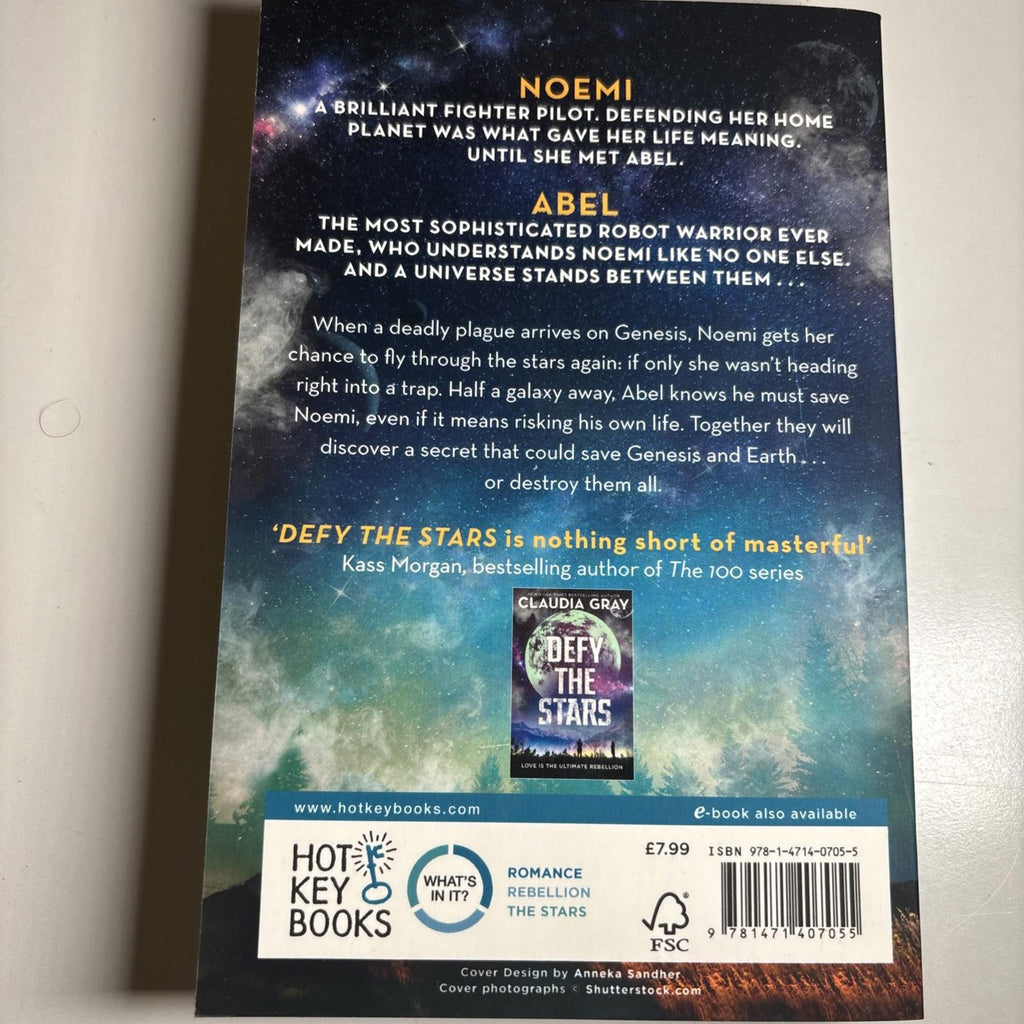 NOEMI
A BRILLIANT FIGHTER PILOT. DEFENDING HER HOME
PLANET WAS WHAT GAVE HER LIFE MEANING.
UNTIL SHE MET ABEL.
ABEL
THE MOST SOPHISTICATED ROBOT WARRIOR EVER
MADE, WHO UNDERSTANDS NOEMI LIKE NO ONE ELSE.
AND A UNIVERSE STANDS BETWEEN THEM . . .
When a deadly plague arrives on Genesis, Noemi gets her
chance to fly through the stars again: if only she wasn't heading
right into a trap. Half a galaxy away, Abel knows he must save
Noemi, even if it means risking his own life. Together they will
discover a secret that could save Genesis and Earth . . .
or destroy them all.
'DEFY THE STARS is nothing short of masterful'
Kass Morgan, bestselling author of The 100 series
NEW YORK TIMES BESTSELLING AUTHOR
CLAUDIA GRAY
DEFY
THE
STARS
LOVE IS THE ULTIMATE REBELLION
www.hotkeybooks.com
e-book also available
HOT
KEY
BOOKS
WHAT'S
IN IT?
ROMANCE
REBELLION
THE STARS
£7.99
FSC
ISBN 978-1-4714-0705-5
9 781471 407055
Cover Design by Anneka Sandher
Cover photographs © Shutterstock.com